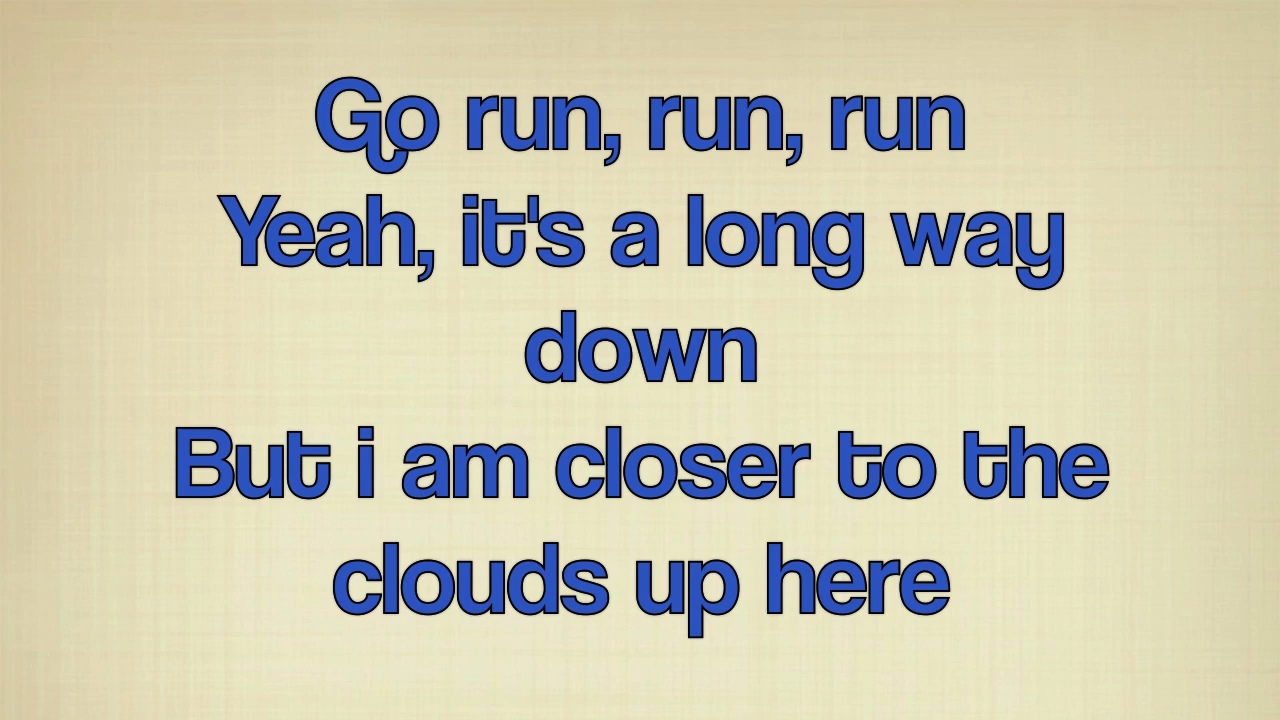 Go run, run, run
Yeah, it's a long way
down
But i am closer to the
clouds up here